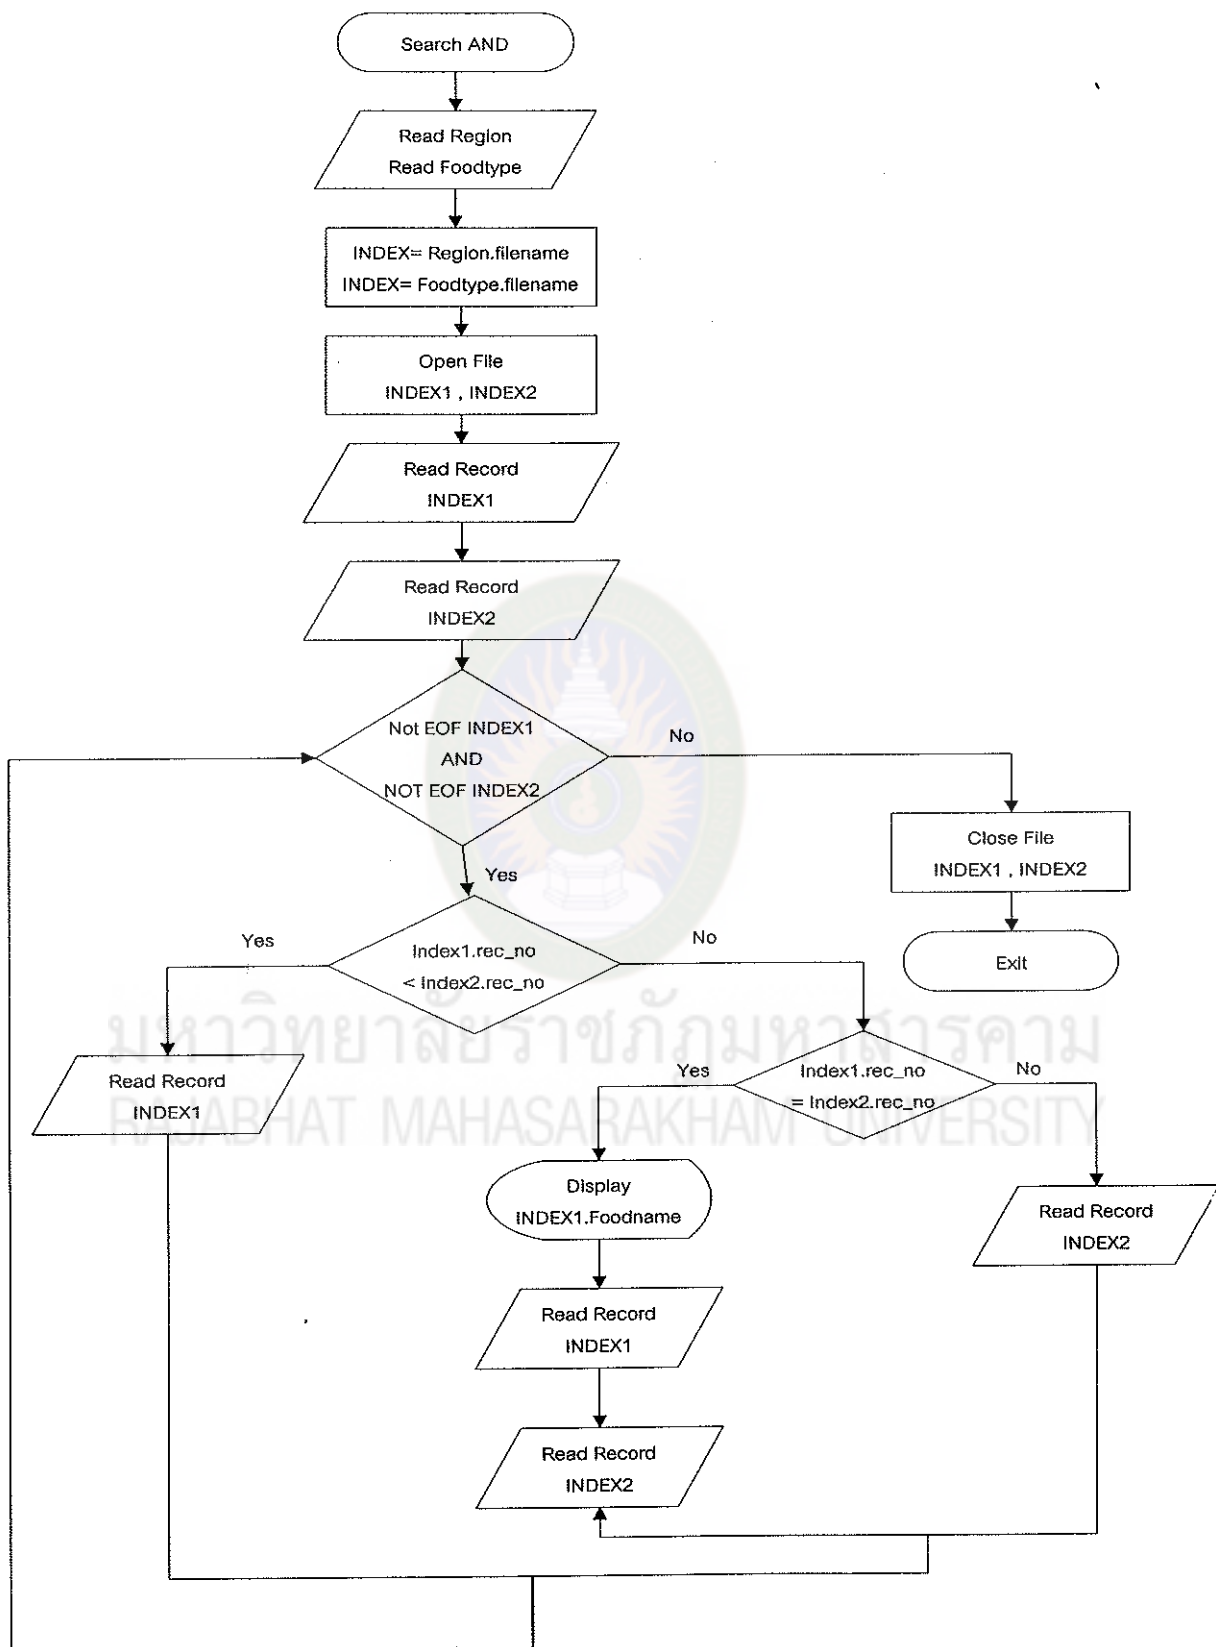 Search AND
Read Region
Read Foodtype
INDEX= Region.filename
INDEX= Foodtype.filename
Open File
INDEX1 , INDEX2
Read Record
INDEX1
Read Record
INDEX2
Not EOF INDEX1
AND
NOT EOF INDEX2
No
Close File
INDEX1 , INDEX2
Exit
Yes
Index1.rec_no
< Index2.rec_no
Yes
No
Read Record
INDEX1
Index1.rec_no
= Index2.rec_no
Yes
No
Display
INDEX1.Foodname
Read Record
INDEX2
Read Record
INDEX1
Read Record
INDEX2
มหาวิทยาลัยราชภัฏมหาสารคาม
RAJABHAT MAHASARAKHAM UNIVERSITY